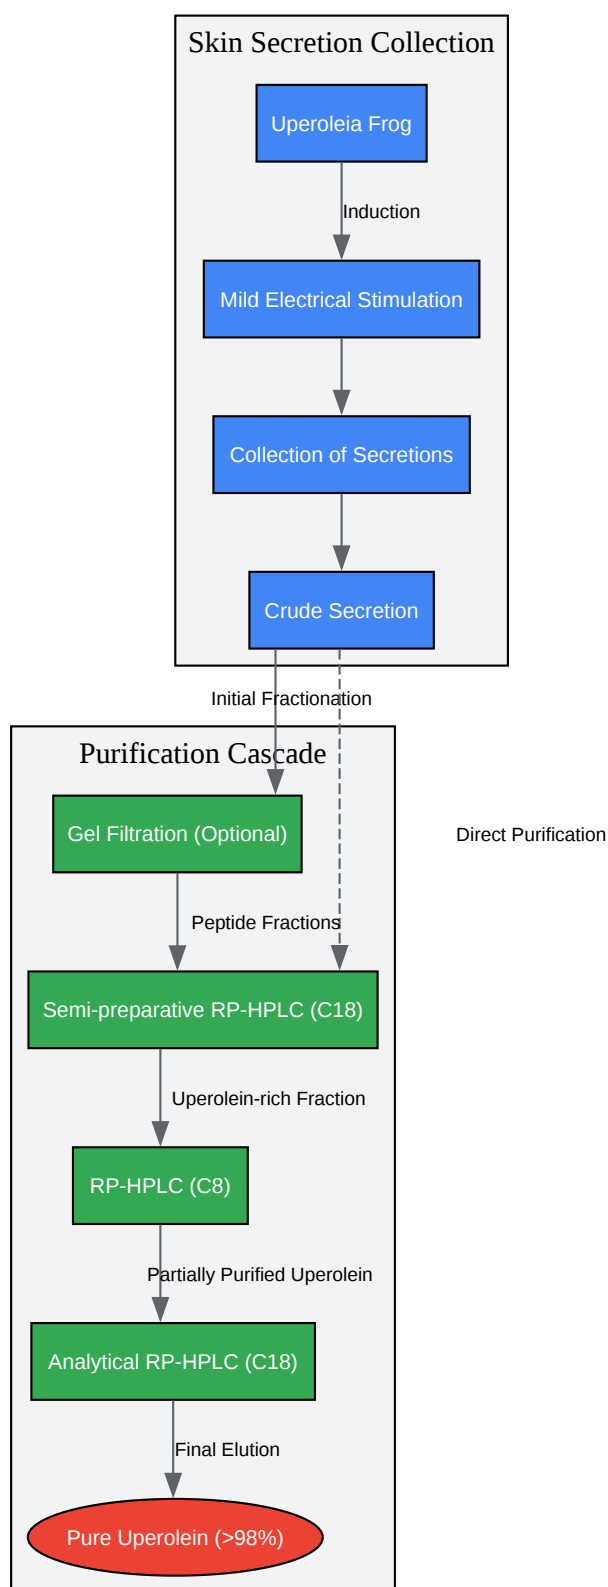 Skin Secretion Collection
Uperoleia Frog
Induction
Mild Electrical Stimulation
Collection of Secretions
Crude Secretion
Initial Fractionation
Purification Cascade
Gel Filtration (Optional)
Direct Purification
Peptide Fractions
Semi-preparative RP-HPLC (C18)
Uperolein-rich Fraction
RP-HPLC (C8)
Partially Purified Uperolein
Analytical RP-HPLC (C18)
Final Elution
Pure Uperolein (>98%)